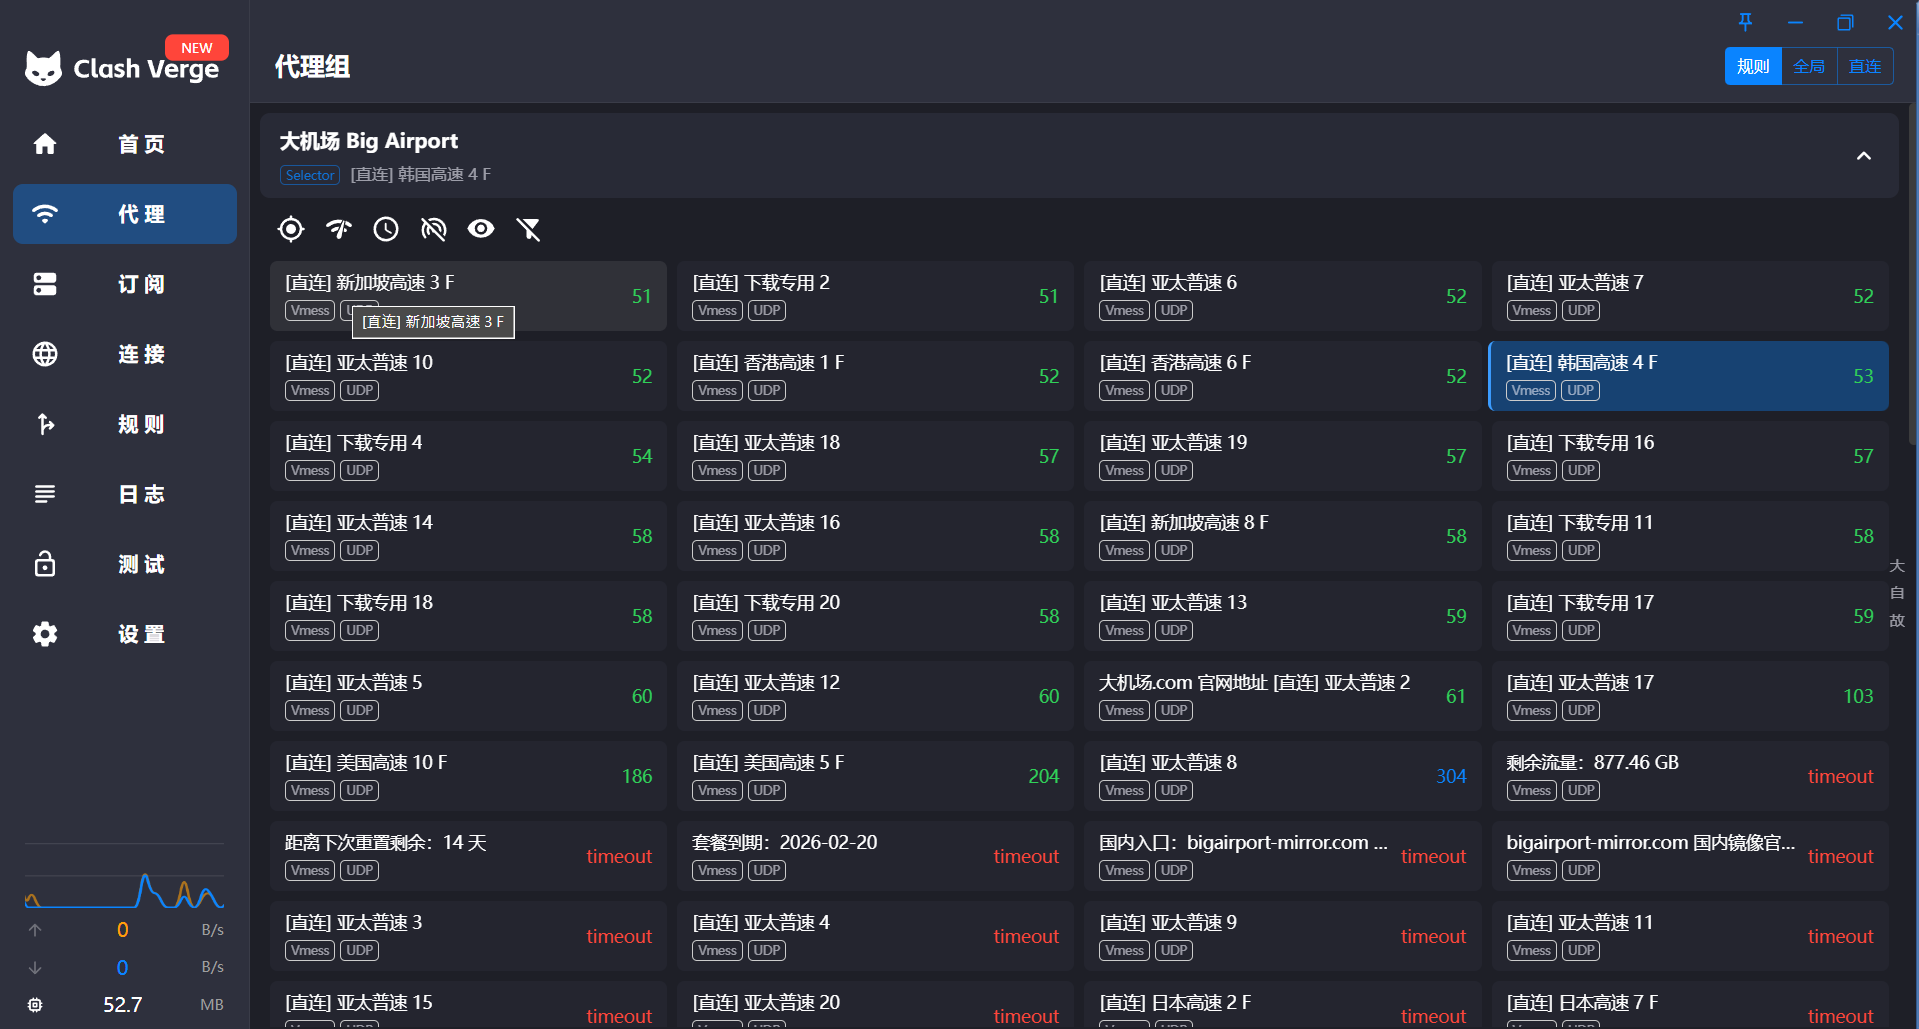 NEW
Clash Verge
首 页
代 理
订 阅
连 接
规 则
日 志
测 试
设 置
0 B/s
0 B/s
52.7 MB
代理组
规则 全局 直连
大机场 Big Airport
Selector [直连] 韩国高速 4 F
[直连] 新加坡高速 3 F
Vmess
51
[直连] 新加坡高速 3 F
[直连] 下载专用 2
Vmess UDP
51
[直连] 亚太普速 6
Vmess UDP
52
[直连] 亚太普速 7
Vmess UDP
52
[直连] 亚太普速 10
Vmess UDP
52
[直连] 香港高速 1 F
Vmess UDP
52
[直连] 香港高速 6 F
Vmess UDP
52
[直连] 韩国高速 4 F
Vmess UDP
53
[直连] 下载专用 4
Vmess UDP
54
[直连] 亚太普速 18
Vmess UDP
57
[直连] 亚太普速 19
Vmess UDP
57
[直连] 下载专用 16
Vmess UDP
57
[直连] 亚太普速 14
Vmess UDP
58
[直连] 亚太普速 16
Vmess UDP
58
[直连] 新加坡高速 8 F
Vmess UDP
58
[直连] 下载专用 11
Vmess UDP
58
[直连] 下载专用 18
Vmess UDP
58
[直连] 下载专用 20
Vmess UDP
58
[直连] 亚太普速 13
Vmess UDP
59
[直连] 下载专用 17
Vmess UDP
59
[直连] 亚太普速 5
Vmess UDP
60
[直连] 亚太普速 12
Vmess UDP
60
大机场.com 官网地址 [直连] 亚太普速 2
Vmess UDP
61
[直连] 亚太普速 17
Vmess UDP
103
[直连] 美国高速 10 F
Vmess UDP
186
[直连] 美国高速 5 F
Vmess UDP
204
[直连] 亚太普速 8
Vmess UDP
304
剩余流量：877.46 GB
Vmess UDP
timeout
距离下次重置剩余：14 天
Vmess UDP
timeout
套餐到期：2026-02-20
Vmess UDP
timeout
国内入口：bigairport-mirror.com ...
Vmess UDP
timeout
bigairport-mirror.com 国内镜像官...
Vmess UDP
timeout
[直连] 亚太普速 3
Vmess UDP
timeout
[直连] 亚太普速 4
Vmess UDP
timeout
[直连] 亚太普速 9
Vmess UDP
timeout
[直连] 亚太普速 11
Vmess UDP
timeout
[直连] 亚太普速 15
timeout
[直连] 亚太普速 20
timeout
[直连] 日本高速 2 F
timeout
[直连] 日本高速 7 F
timeout
大
自
故